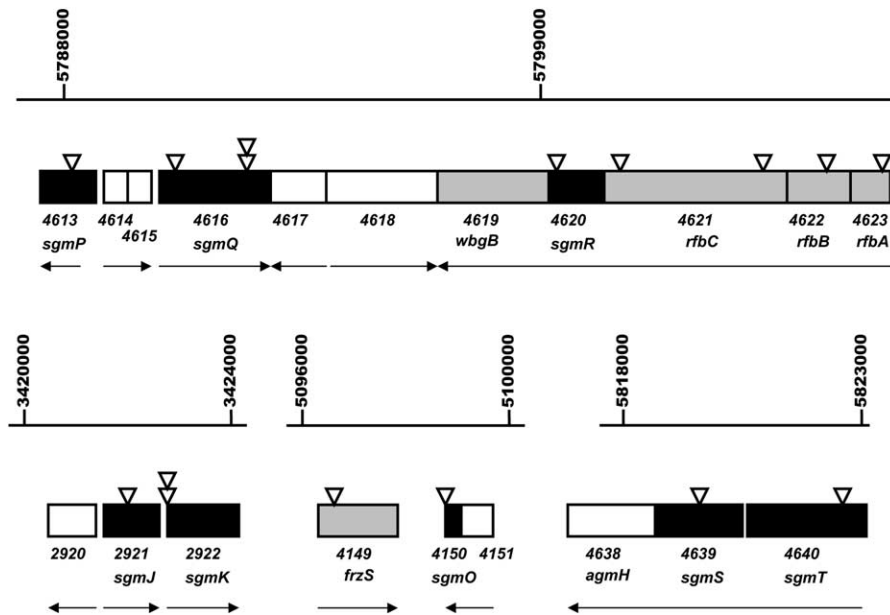 5788000 5799000
4613 4614 4616 4617 4618 4619 4620 4621 4622 4623
4615
sgmP sgmQ wbgB sgmR rfbC rfbB rfbA
3420000 3424000 5096000 5100000 5818000 5823000
2920 2921 2922 4149 4150 4151 4638 4639 4640
sgmJ sgmK frzS sgmO agmH sgmS sgmT